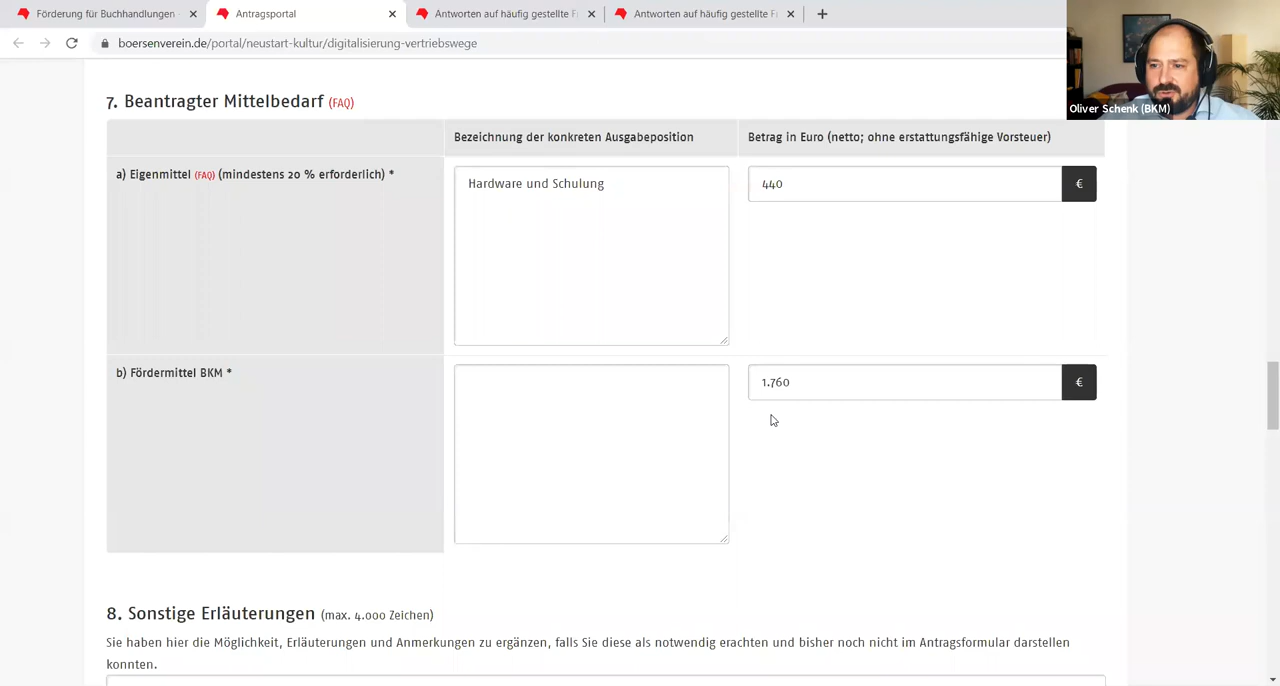 Förderung für Buchhandlungen -
Antragsportal
Antworten auf häufig gestellte F
Antworten auf häufig gestellte F
boersenverein.de/portal/neustart-kultur/digitalisierung-vertriebswege
Oliver Schenk (BKM)
7. Beantragter Mittelbedarf (FAQ)
Bezeichnung der konkreten Ausgabeposition
Betrag in Euro (netto; ohne erstattungsfähige Vorsteuer)
a) Eigenmittel (FAQ) (mindestens 20 % erforderlich) *
Hardware und Schulung
440
€
b) Fördermittel BKM *
1.760
€
8. Sonstige Erläuterungen (max. 4.000 Zeichen)
Sie haben hier die Möglichkeit, Erläuterungen und Anmerkungen zu ergänzen, falls Sie diese als notwendig erachten und bisher noch nicht im Antragsformular darstellen
konnten.